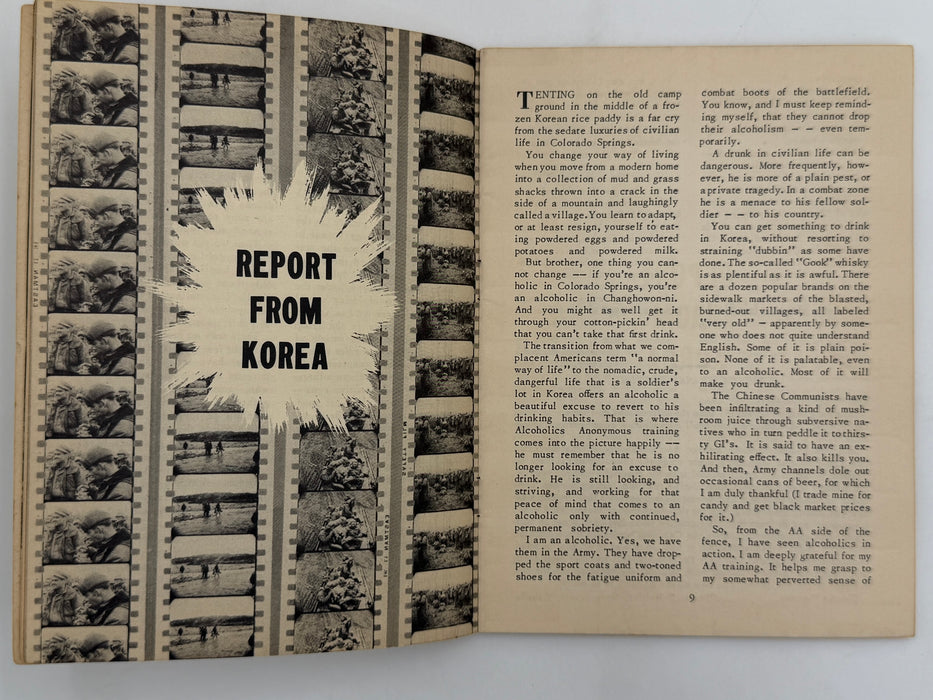 REPORT
FROM
KOREA
TENTING on the old camp
ground in the middle of a fro-
zen Korean rice paddy is a far cry
from the sedate luxuries of civilian
life in Colorado Springs.
You change your way of living
when you move from a modern home
into a collection of mud and grass
shacks thrown into a crack in the
side of a mountain and laughingly
called a village. You learn to adapt,
or at least resign, yourself to eat-
ing powdered eggs and powdered
potatoes and powdered milk.
But brother, one thing you can-
not change -- if you're an alco-
holic in Colorado Springs, you're
an alcoholic in Changhowon-ni.
And you might as well get it
through your cotton-pickin' head
that you can't take that first drink.
The transition from what we com-
placent Americans term "a normal
way of life" to the nomadic, crude,
dangerful life that is a soldier's
lot in Korea offers an alcoholic a
beautiful excuse to revert to his
drinking habits. That is where
Alcoholics Anonymous training
comes into the picture happily --
he must remember that he is no
longer looking for an excuse to
drink. He is still looking, and
striving, and working for that
peace of mind that comes to an
alcoholic only with continued,
permanent sobriety.
I am an alcoholic. Yes, we have
them in the Army. They have drop-
ped the sport coats and two-toned
shoes for the fatigue uniform and
combat boots of the battlefield.
You know, and I must keep remind-
ing myself, that they cannot drop
their alcoholism - - even tem-
porarily.
A drunk in civilian life can be
dangerous. More frequently, how-
ever, he is more of a plain pest, or
a private tragedy. In a combat zone
he is a menace to his fellow sol-
dier - - to his country.
You can get something to drink
in Korea, without resorting to
straining "dubbin" as some have
done. The so-called "Gook" whisky
is as plentiful as it is awful. There
are a dozen popular brands on the
sidewalk markets of the blasted,
burned-out villages, all labeled
"very old" - apparently by some-
one who does not quite understand
English. Some of it is plain poi-
son. None of it is palatable, even
to an alcoholic. Most of it will
make you drunk.
The Chinese Communists have
been infiltrating a kind of mush-
room juice through subversive na-
tives who in turn peddle it to thirs-
ty GI's. It is said to have an ex-
hilirating effect. It also kills you.
And then, Army channels dole out
occasional cans of beer, for which
I am duly thankful (I trade mine for
candy and get black market prices
for it.)
So, from the AA side of the
fence, I have seen alcoholics in
action. I am deeply grateful for my
AA training. It helps me grasp to
my somewhat perverted sense of
9